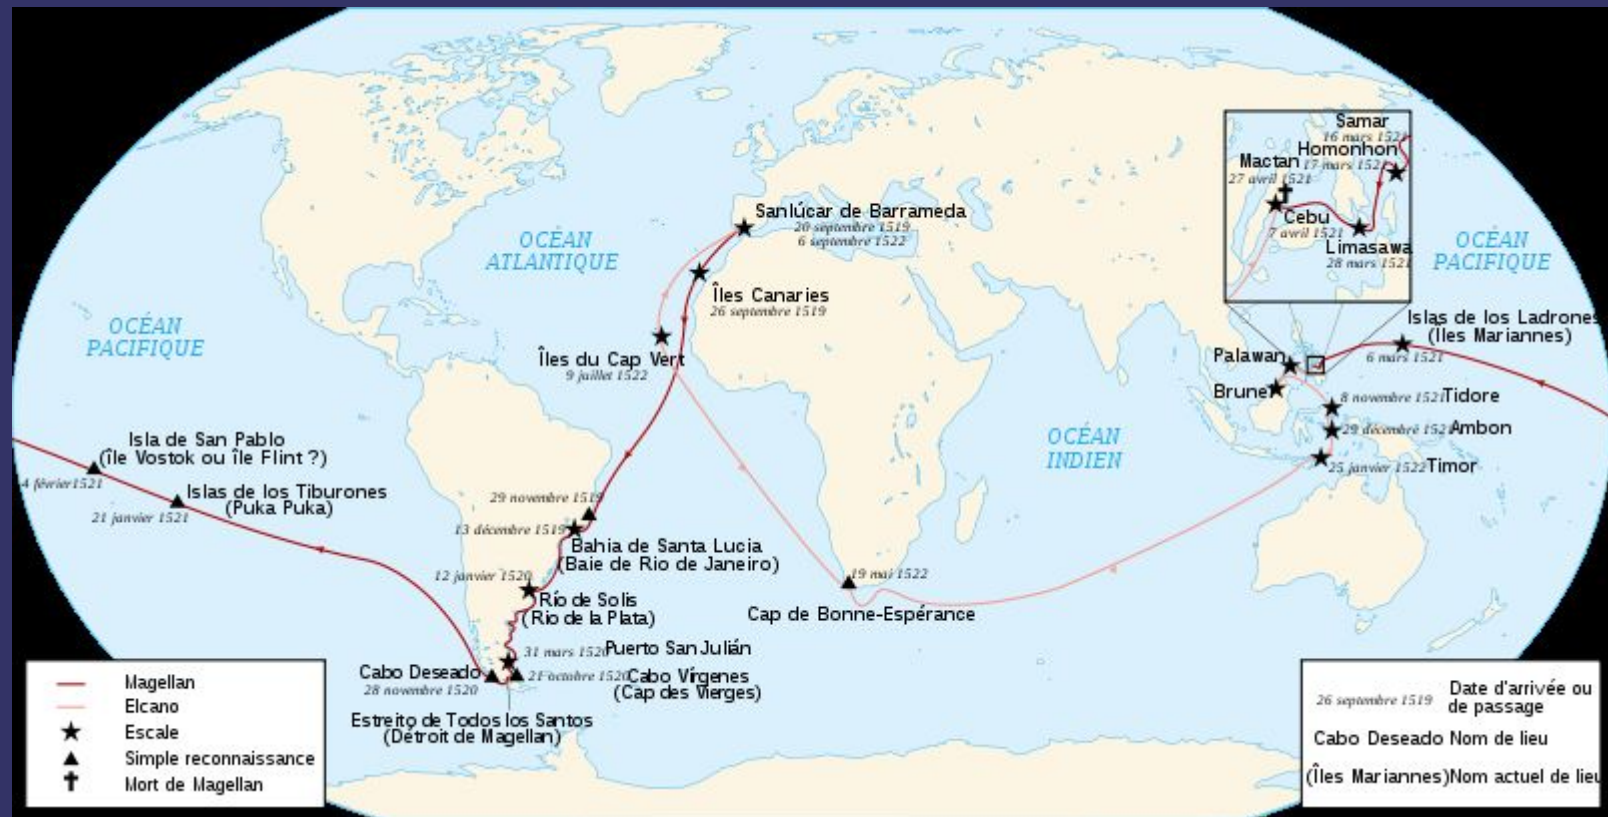 Samar
16 mars 1521
Homonhon
17 mars 1521
Mactan
27 avril 1521
Cebu
7 avril 1521
Limasawa
28 mars 1521
Sanlúcar de Barrameda
20 septembre 1519
6 septembre 1522
OCÉAN
ATLANTIQUE
OCÉAN
PACIFIQUE
Îles Canaries
26 septembre 1519
Islas de los Ladrones
(Îles Mariannes)
6 mars 1521
OCÉAN
PACIFIQUE
Îles du Cap Vert
9 juillet 1522
Palawan
Brune
8 novembre 1521 Tidore
29 décembre 1521 Ambon
25 janvier 1522 Timor
OCÉAN
INDIEN
Isla de San Pablo
(île Vostok ou île Flint ?)
4 février 1521
Islas de los Tiburones
(Puka Puka)
21 janvier 1521
29 novembre 1519
13 décembre 1519
Bahia de Santa Lucia
(Baie de Rio de Janeiro)
12 janvier 1520
Río de Solis
(Rio de la Plata)
19 mai 1522
Cap de Bonne-Espérance
31 mars 1520 Puerto San Julián
Cabo Deseado
28 novembre 1520
21 octobre 1520 Cabo Vírgenes
(Cap des Vierges)
Estreito de Todos los Santos
(Détroit de Magellan)
Magellan
Elcano
Escale
Simple reconnaissance
Mort de Magellan
26 septembre 1519 Date d'arrivée ou
de passage
Cabo Deseado Nom de lieu
(Îles Mariannes) Nom actuel de lieu